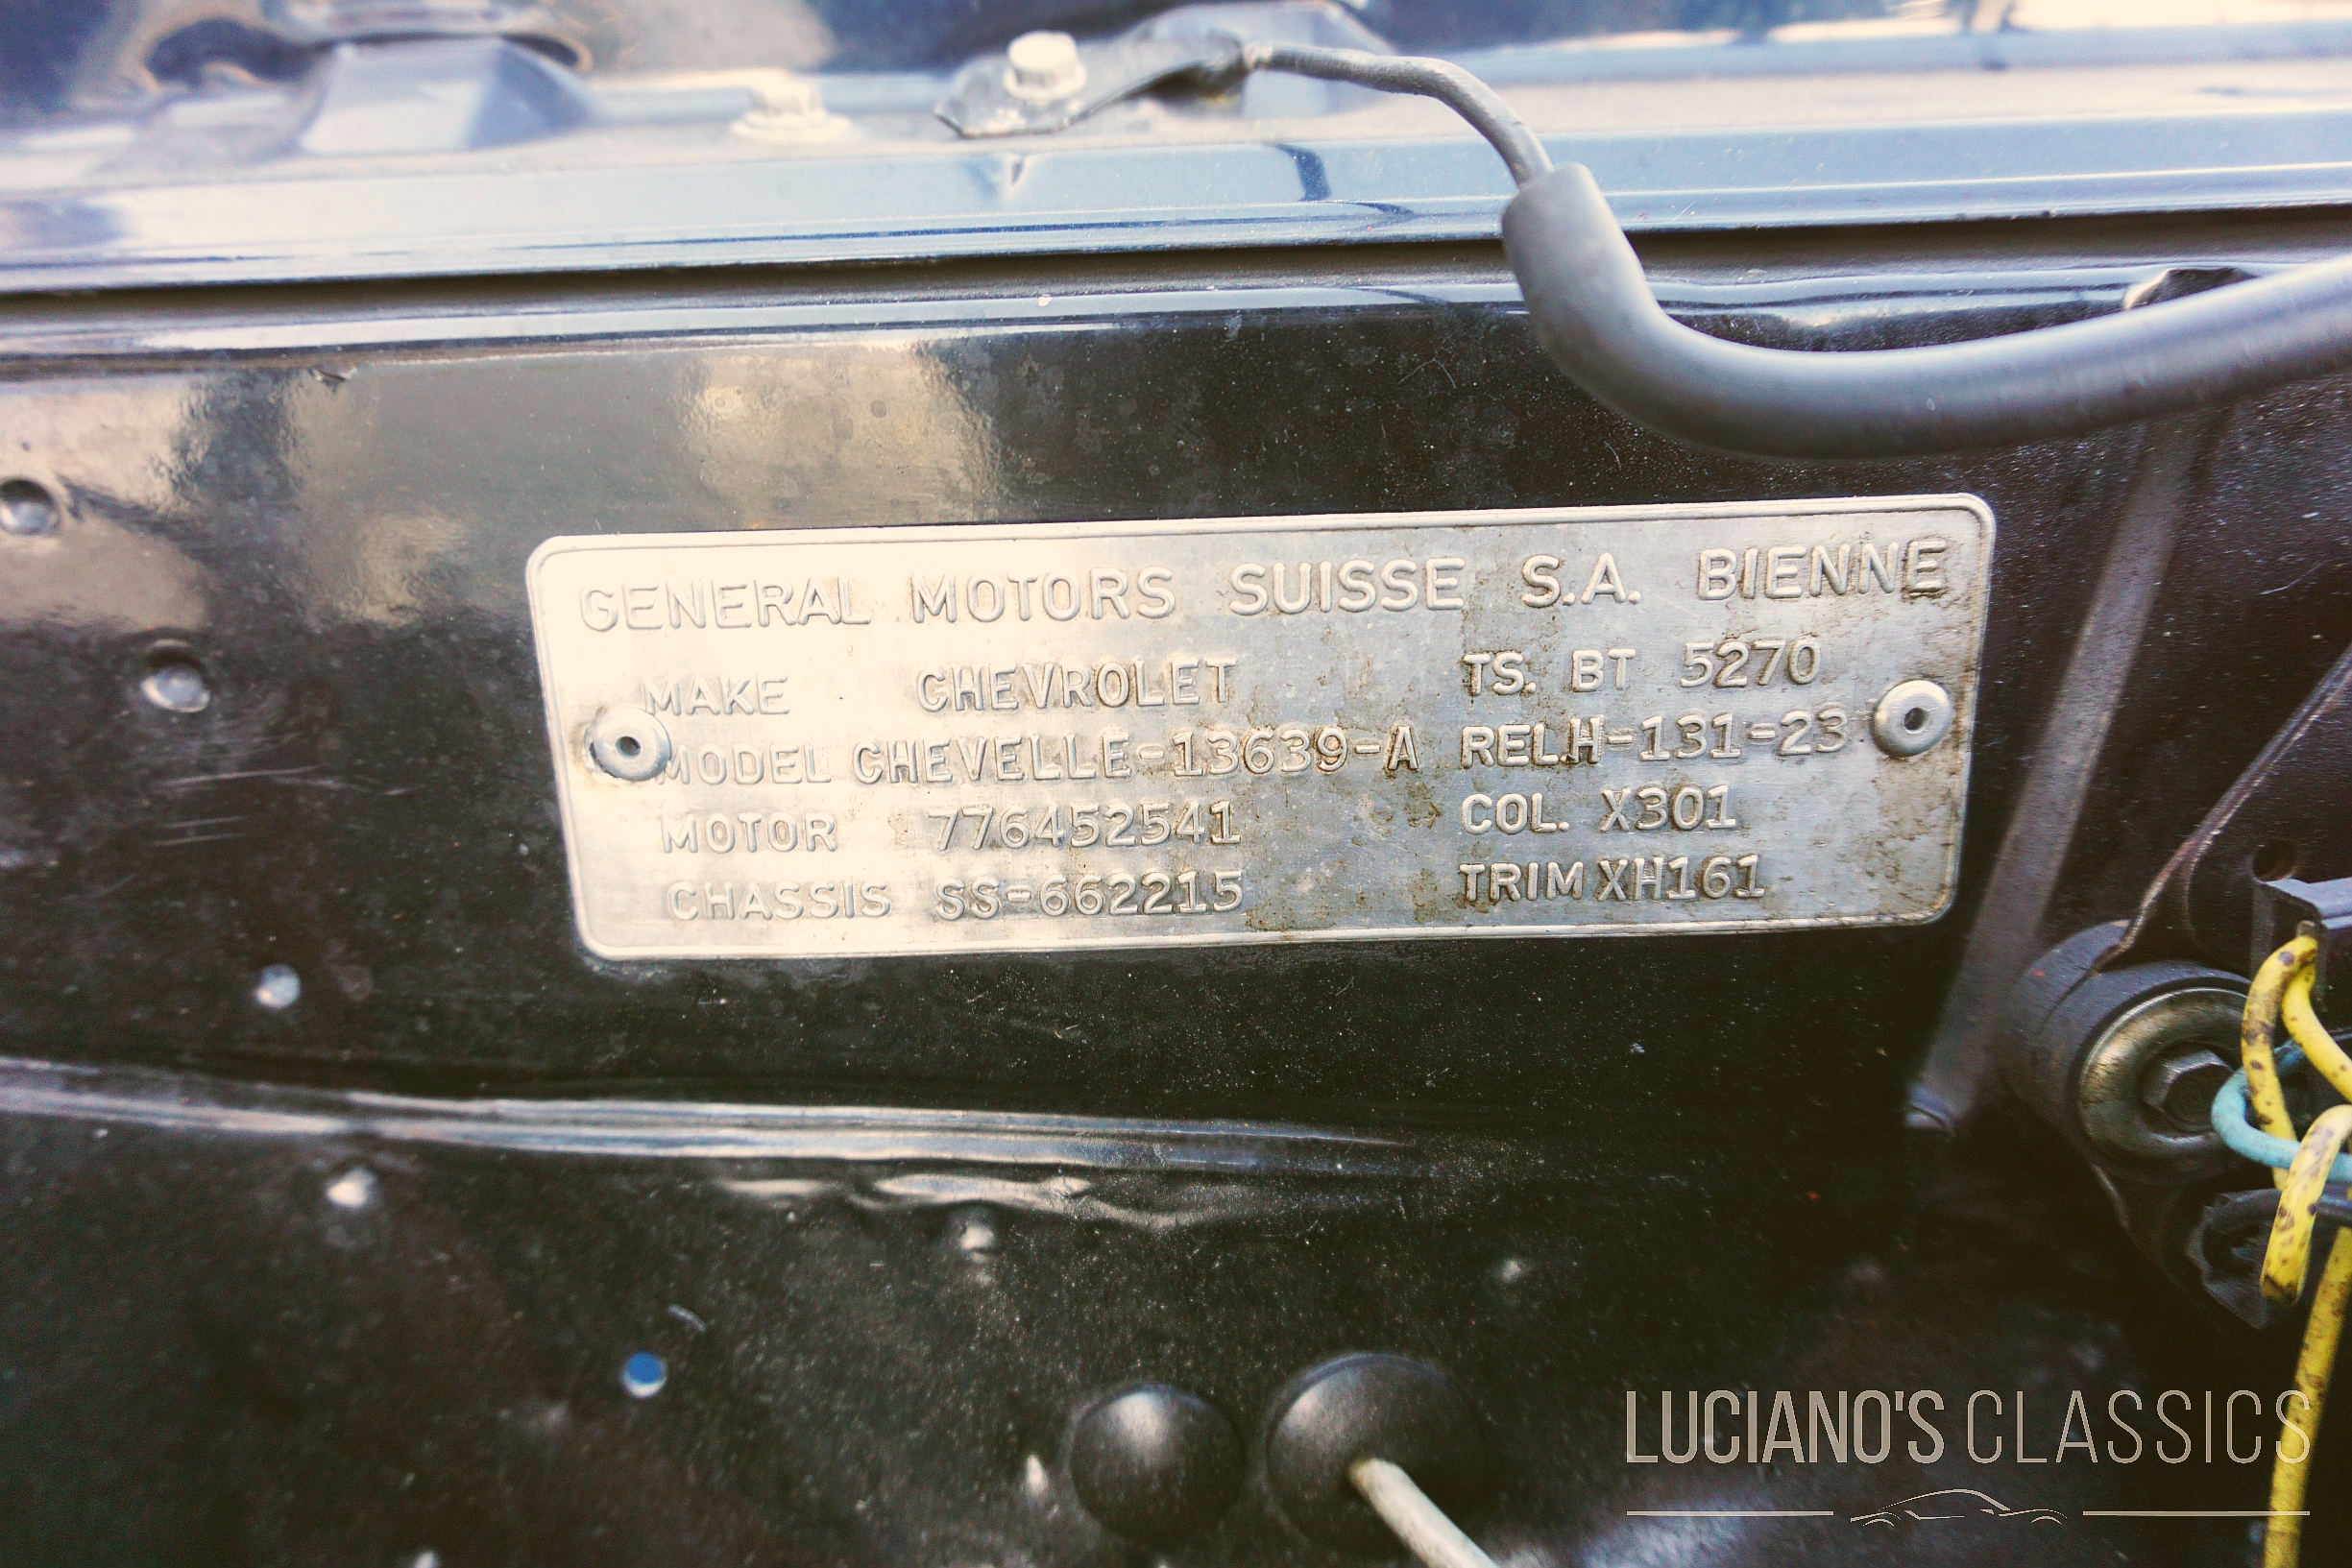 GENERAL MOTORS SUISSE S.A. BIENNE
MAKE CHEVROLET TS. BT 5270
MODEL CHEVELLE-13639-A REL.H-131-23
MOTOR 776452541 COL. X301
CHASSIS SS-662215 TRIM XH161
LUCIANO'S CLASSICS